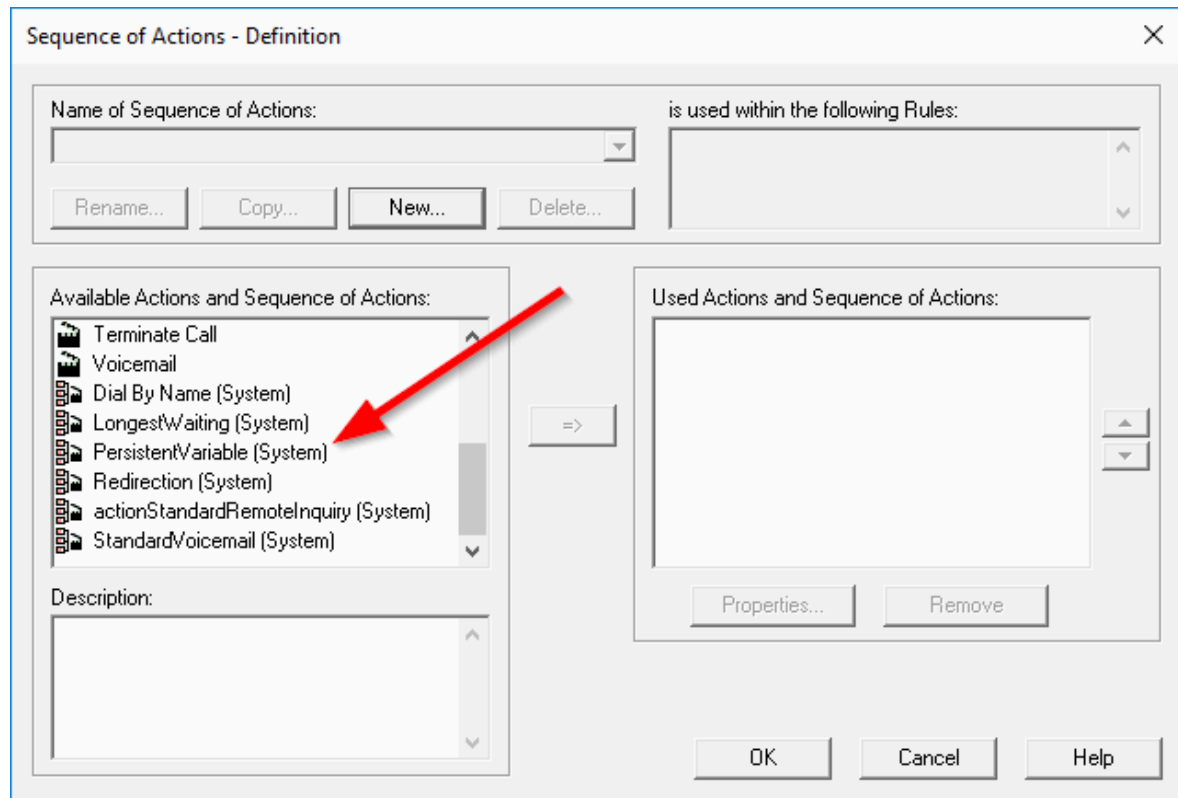 Sequence of Actions - Definition
Name of Sequence of Actions:
is used within the following Rules:
Rename...
Copy...
New...
Delete...
Available Actions and Sequence of Actions:
Terminate Call
Voicemail
Dial By Name (System)
LongestWaiting (System)
PersistentVariable (System)
Redirection (System)
actionStandardRemoteInquiry (System)
StandardVoicemail (System)
Description:
=>
Used Actions and Sequence of Actions:
Properties...
Remove
OK
Cancel
Help